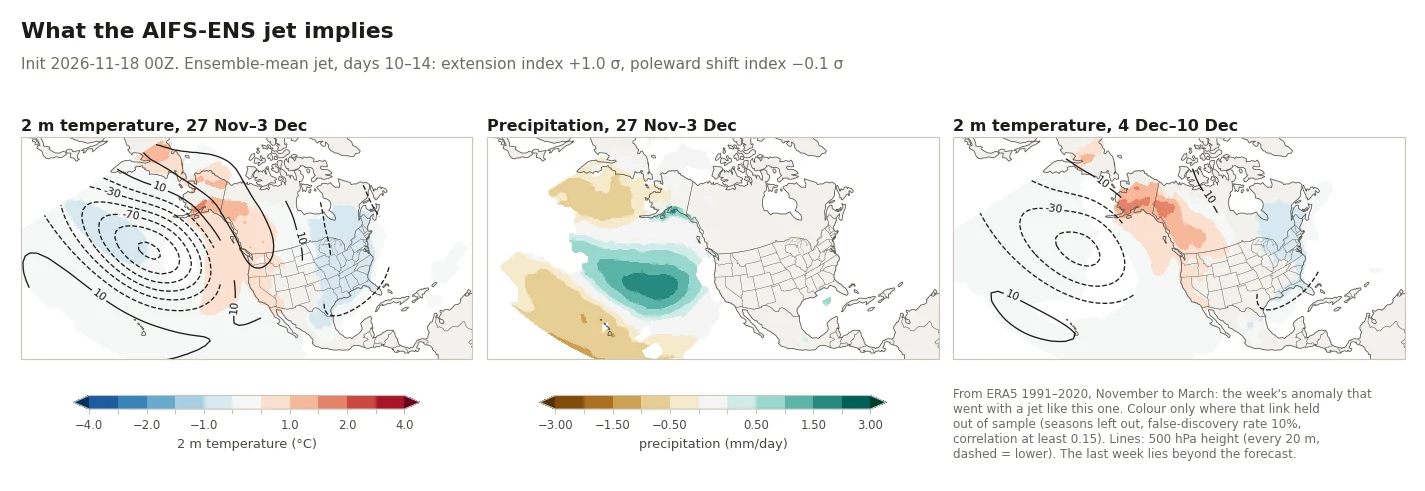 What the AIFS-ENS jet implies
Init 2026-11-18 00Z. Ensemble-mean jet, days 10–14: extension index +1.0 σ, poleward shift index −0.1 σ
2 m temperature, 27 Nov–3 Dec
Precipitation, 27 Nov–3 Dec
2 m temperature, 4 Dec–10 Dec
-30
10
-70
10
10
10
10
-30
10
10
−4.0 −2.0 −1.0 1.0 2.0 4.0
2 m temperature (°C)
−3.00 −1.50 −0.50 0.50 1.50 3.00
precipitation (mm/day)
From ERA5 1991–2020, November to March: the week's anomaly that
went with a jet like this one. Colour only where that link held
out of sample (seasons left out, false-discovery rate 10%,
correlation at least 0.15). Lines: 500 hPa height (every 20 m,
dashed = lower). The last week lies beyond the forecast.